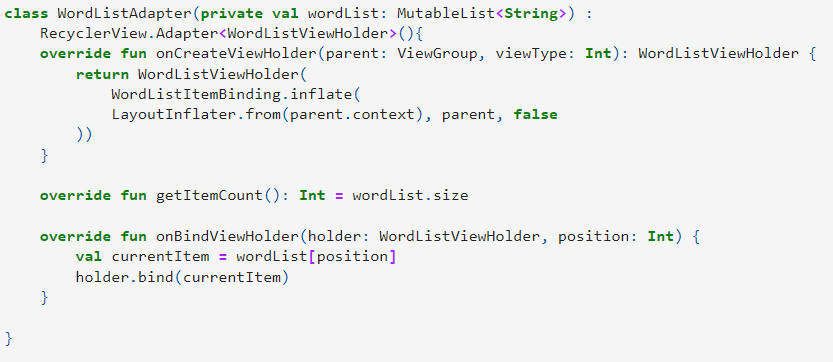 class WordListAdapter(private val wordList: MutableList<String>) :
    RecyclerView.Adapter<WordListViewHolder>(){
    override fun onCreateViewHolder(parent: ViewGroup, viewType: Int): WordListViewHolder {
        return WordListViewHolder(
            WordListItemBinding.inflate(
            LayoutInflater.from(parent.context), parent, false
        ))
    }

    override fun getItemCount(): Int = wordList.size

    override fun onBindViewHolder(holder: WordListViewHolder, position: Int) {
        val currentItem = wordList[position]
        holder.bind(currentItem)
    }

}